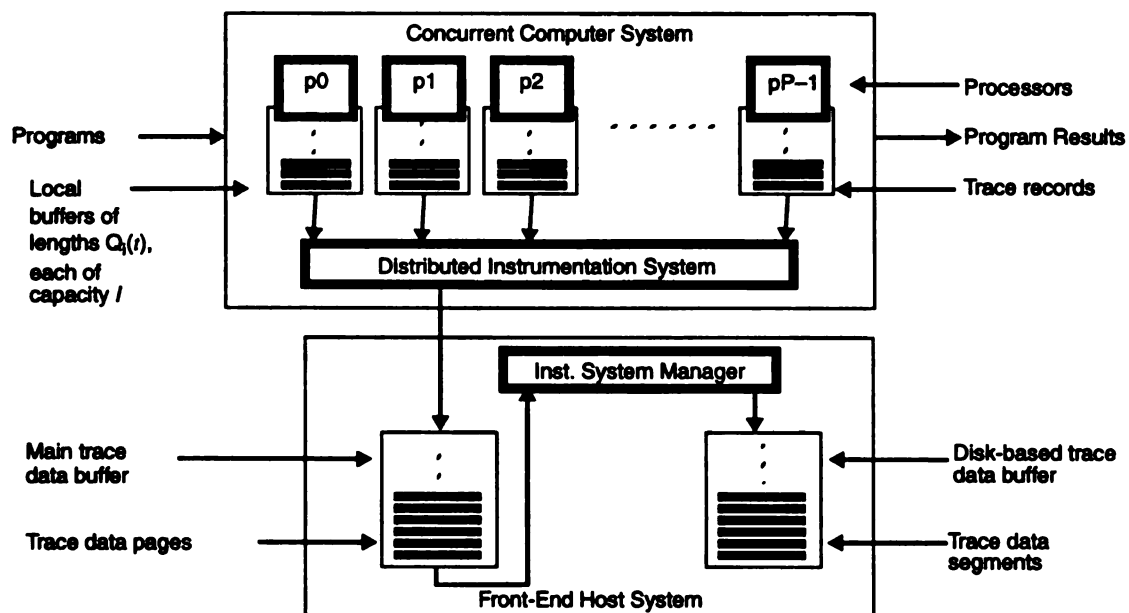 Concurrent Computer System
p0
p1
p2
pP−1
Processors
Programs
Program Results
Local
buffers of
lengths Qi(t),
each of
capacity l
Trace records
Distributed Instrumentation System
Inst. System Manager
Main trace
data buffer
Disk-based trace
data buffer
Trace data pages
Trace data
segments
Front-End Host System